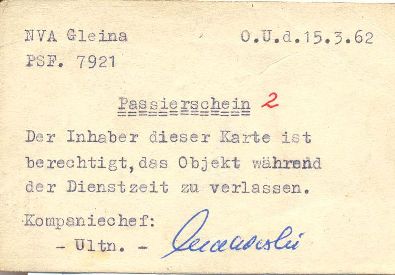 NVA Gleina O.U.d.15.3.62
PSF. 7921
Passierschein 2
Der Inhaber dieser Karte ist
berechtigt, das Objekt während
der Dienstzeit zu verlassen.
Kompaniechef:
- Ultn. -